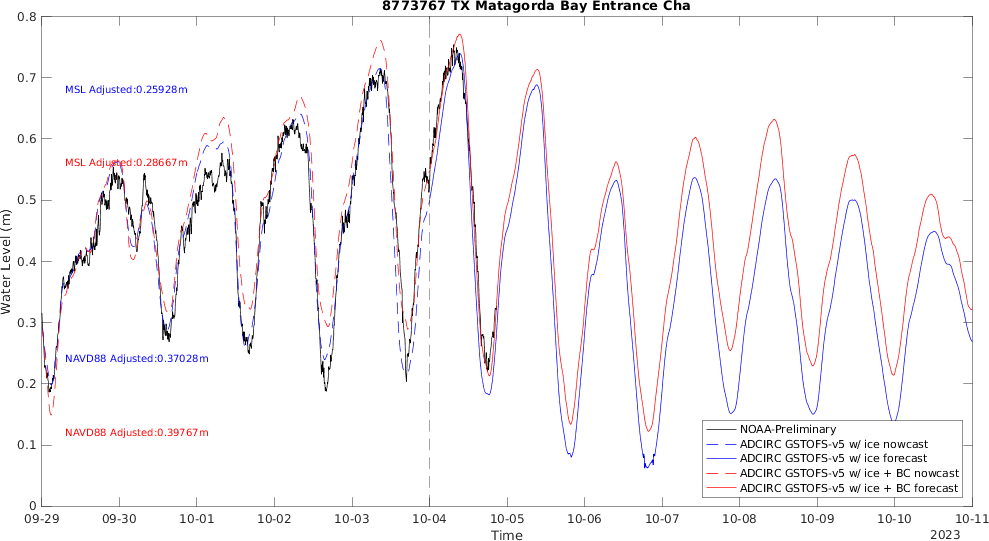 8773767 TX Matagorda Bay Entrance Cha
0.8
0.7
0.6
0.5
0.4
0.3
0.2
0.1
0
Water Level (m)
MSL Adjusted:0.25928m
MSL Adjusted:0.28667m
NAVD88 Adjusted:0.37028m
NAVD88 Adjusted:0.39767m
NOAA-Preliminary
ADCIRC GSTOFS-v5 w/ ice nowcast
ADCIRC GSTOFS-v5 w/ ice forecast
ADCIRC GSTOFS-v5 w/ ice + BC nowcast
ADCIRC GSTOFS-v5 w/ ice + BC forecast
09-29 09-30 10-01 10-02 10-03 10-04 10-05 10-06 10-07 10-08 10-09 10-10 10-11
Time
2023